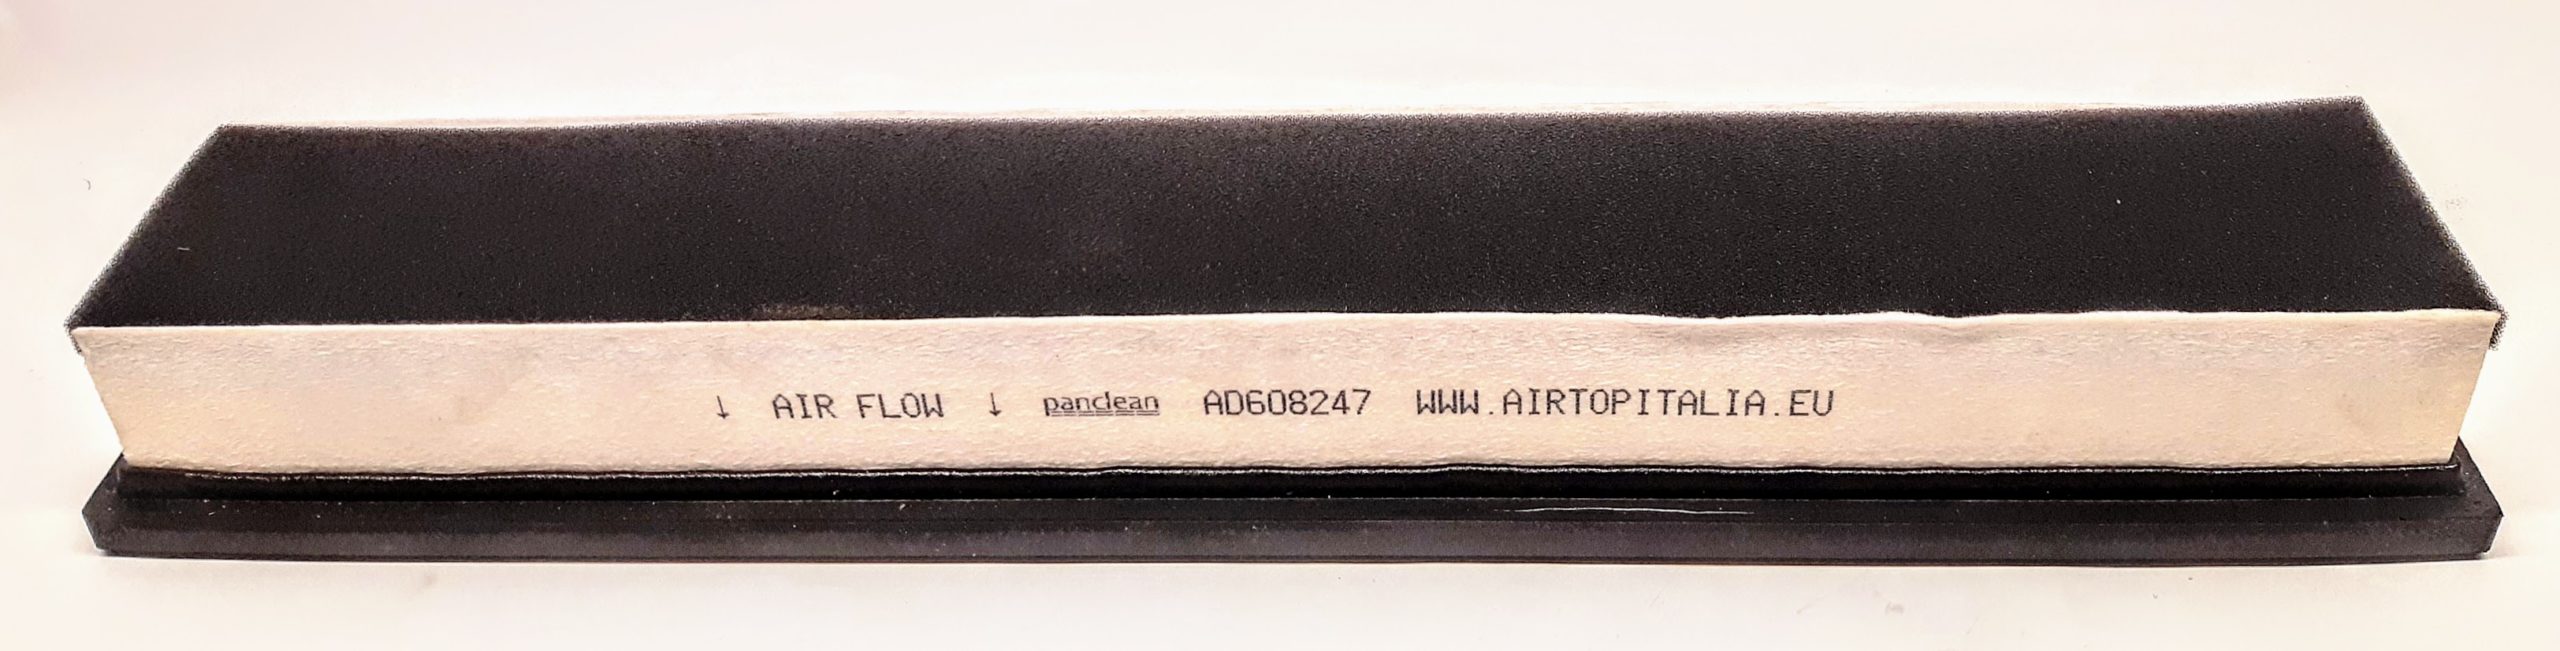 ↓ AIR FLOW ↓ panclean AD608247 WWW.AIRTOPITALIA.EU